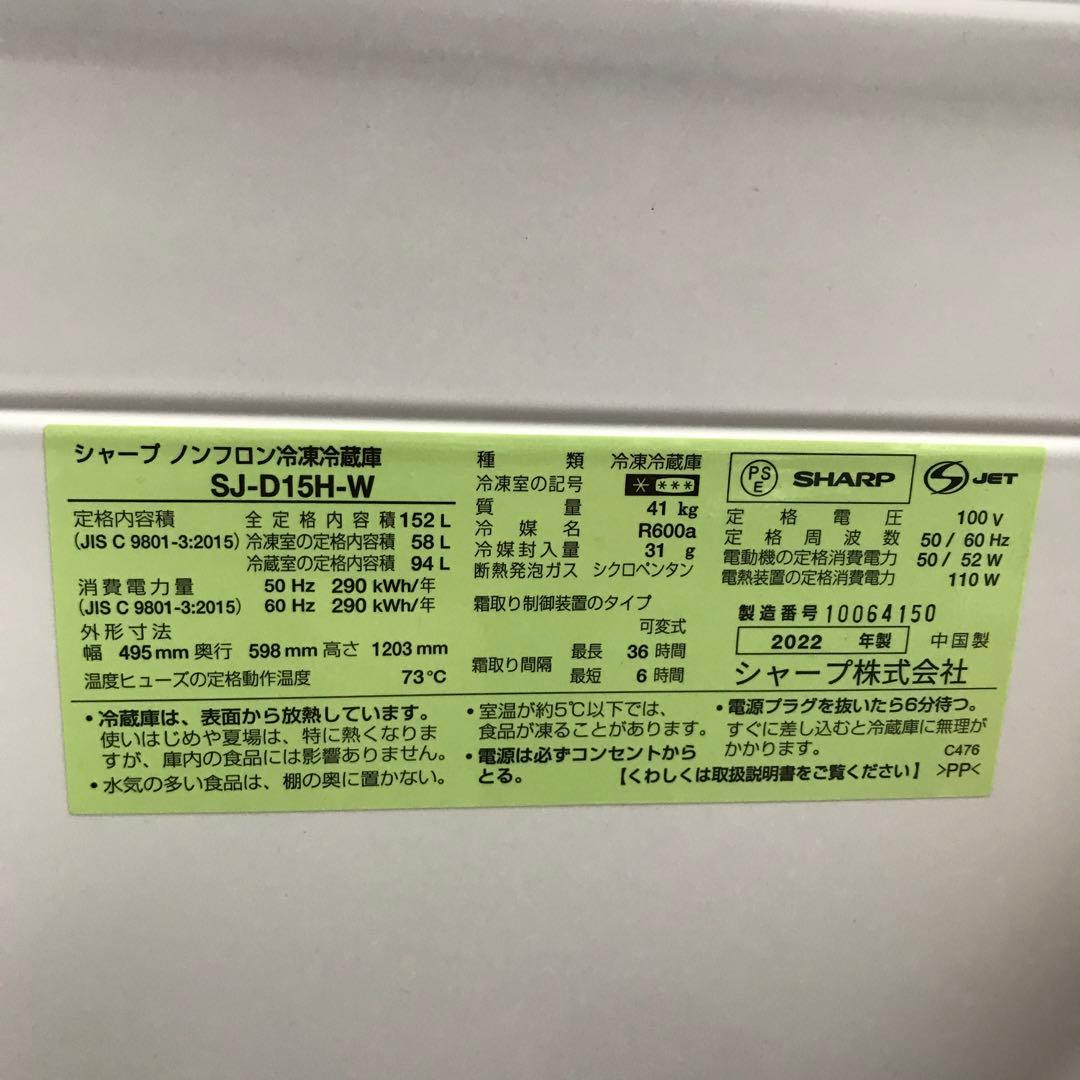 シャープ ノンフロン冷凍冷蔵庫
SJ-D15H-W
定格内容積 全定格内容積 152 L
(JIS C 9801-3:2015) 冷凍室の定格内容積 58 L
冷蔵室の定格内容積 94 L
消費電力量 50 Hz 290 kWh/年
(JIS C 9801-3:2015) 60 Hz 290 kWh/年
外形寸法
幅 495 mm 奥行 598 mm 高さ 1203 mm
温度ヒューズの定格動作温度 73℃
種類 冷凍冷蔵庫
冷凍室の記号 * ***
質量 41 kg
冷媒名 R600a
冷媒封入量 31 g
断熱発泡ガス シクロペンタン
霜取り制御装置のタイプ
可変式
霜取り間隔 最長 36 時間
最短 6 時間
PS E SHARP JET
定格電圧 100 V
定格周波数 50 / 60 Hz
電動機の定格消費電力 50 / 52 W
電熱装置の定格消費電力 110 W
製造番号 10064150
2022 年製 中国製
シャープ株式会社
・冷蔵庫は、表面から放熱しています。
使いはじめや夏場は、特に熱くなりま
すが、庫内の食品には影響ありません。
・水気の多い食品は、棚の奥に置かない。
・室温が約5℃以下では、
食品が凍ることがあります。
・電源は必ずコンセントから
とる。
・電源プラグを抜いたら6分待つ。
すぐに差し込むと冷蔵庫に無理が
かかります。 C476
【くわしくは取扱説明書をご覧ください】 >PP<